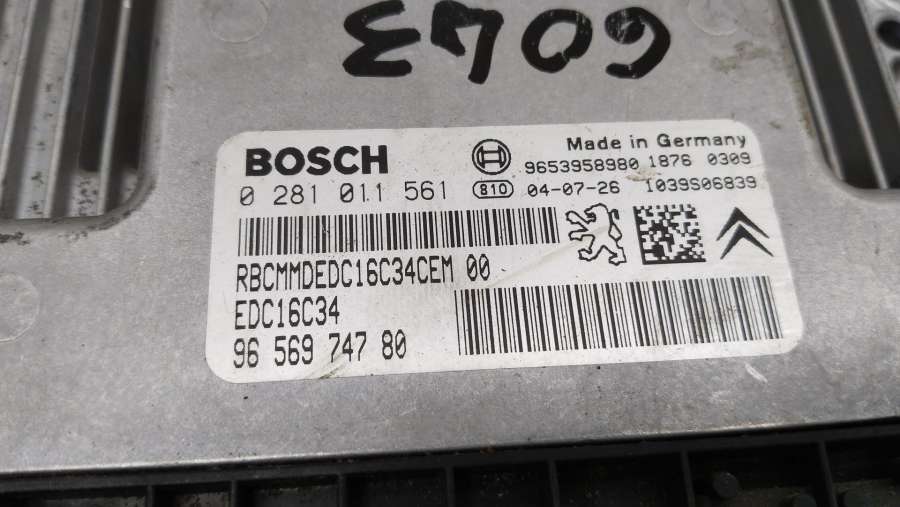 BOSCH
Made in Germany
9653958980 1876 0309
0 281 011 561 810 04-07-26 1039S06839
RBCMMDEDC16C34CEM 00
EDC16C34
96 569 747 80